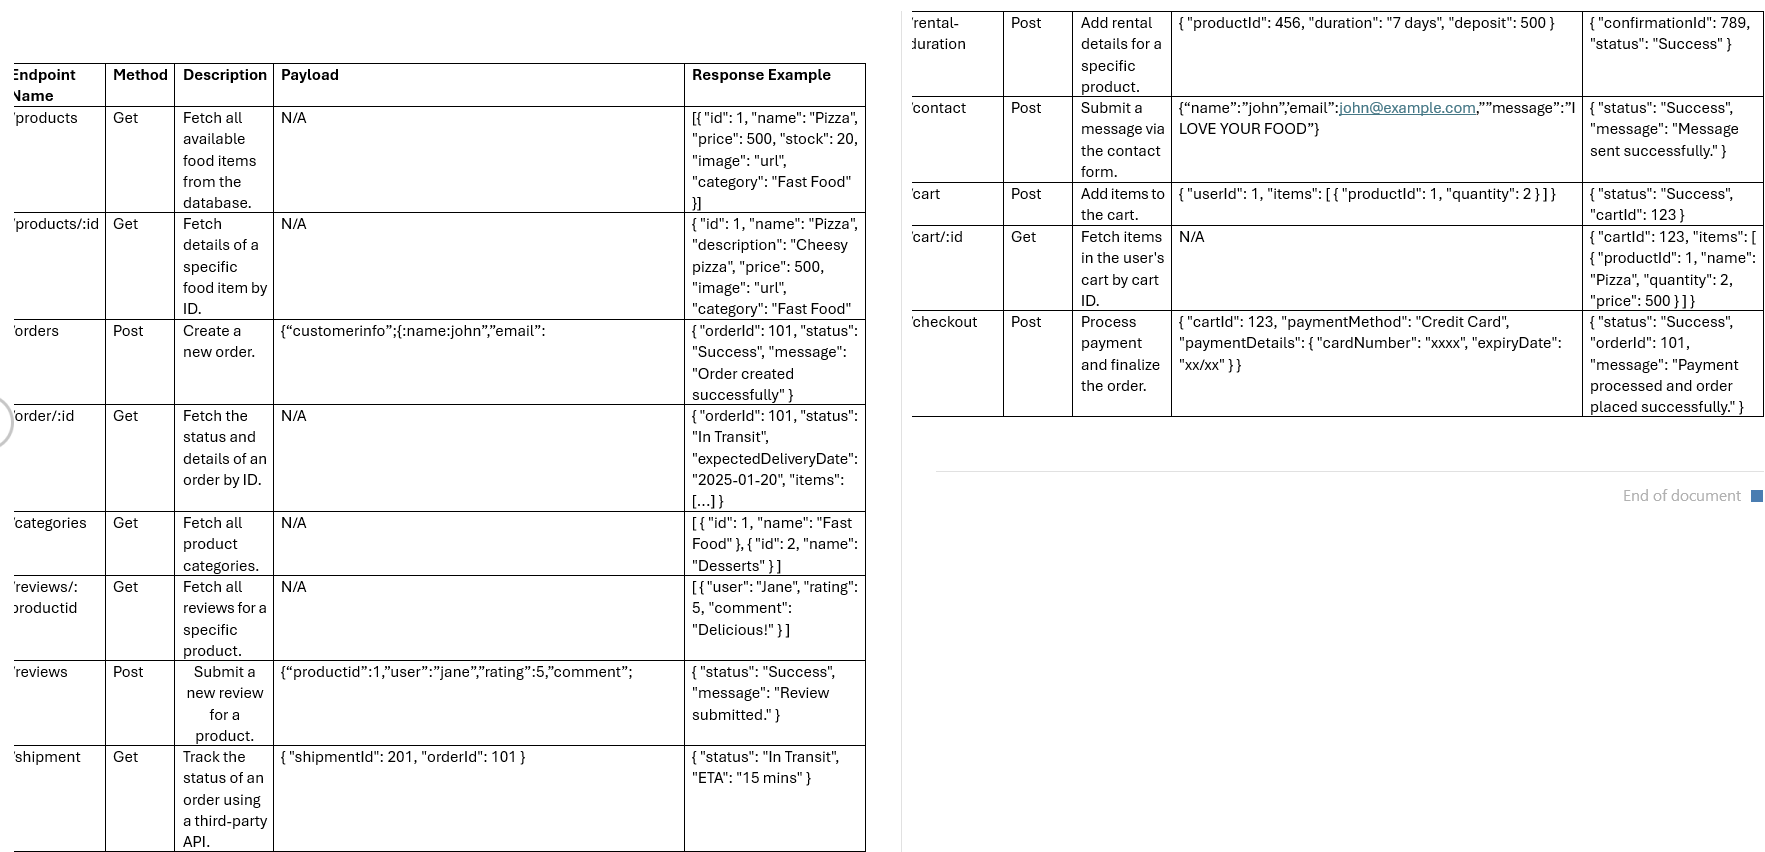 Endpoint Name | Method | Description | Payload | Response Example
/products | Get | Fetch all available food items from the database. | N/A | [{ "id": 1, "name": "Pizza", "price": 500, "stock": 20, "image": "url", "category": "Fast Food" }]
/products/:id | Get | Fetch details of a specific food item by ID. | N/A | { "id": 1, "name": "Pizza", "description": "Cheesy pizza", "price": 500, "image": "url", "category": "Fast Food"
/orders | Post | Create a new order. | {“customerinfo”;{:name:john”,”email”: | { "orderId": 101, "status": "Success", "message": "Order created successfully" }
/order/:id | Get | Fetch the status and details of an order by ID. | N/A | { "orderId": 101, "status": "In Transit", "expectedDeliveryDate": "2025-01-20", "items": [...] }
/categories | Get | Fetch all product categories. | N/A | [ { "id": 1, "name": "Fast Food" }, { "id": 2, "name": "Desserts" } ]
/reviews/: productid | Get | Fetch all reviews for a specific product. | N/A | [ { "user": "Jane", "rating": 5, "comment": "Delicious!" } ]
/reviews | Post | Submit a new review for a product. | {“productid”:1,”user”:”jane”,”rating”:5,”comment”; | { "status": "Success", "message": "Review submitted." }
/shipment | Get | Track the status of an order using a third-party API. | { "shipmentId": 201, "orderId": 101 } | { "status": "In Transit", "ETA": "15 mins" }
/rental-duration | Post | Add rental details for a specific product. | { "productId": 456, "duration": "7 days", "deposit": 500 } | { "confirmationId": 789, "status": "Success" }
/contact | Post | Submit a message via the contact form. | {“name”:”john”,’email”:john@example.com,””message”:”I LOVE YOUR FOOD”} | { "status": "Success", "message": "Message sent successfully." }
/cart | Post | Add items to the cart. | { "userId": 1, "items": [ { "productId": 1, "quantity": 2 } ] } | { "status": "Success", "cartId": 123 }
/cart/:id | Get | Fetch items in the user's cart by cart ID. | N/A | { "cartId": 123, "items": [ { "productId": 1, "name": "Pizza", "quantity": 2, "price": 500 } ] }
/checkout | Post | Process payment and finalize the order. | { "cartId": 123, "paymentMethod": "Credit Card", "paymentDetails": { "cardNumber": "xxxx", "expiryDate": "xx/xx" } } | { "status": "Success", "orderId": 101, "message": "Payment processed and order placed successfully." }
End of document